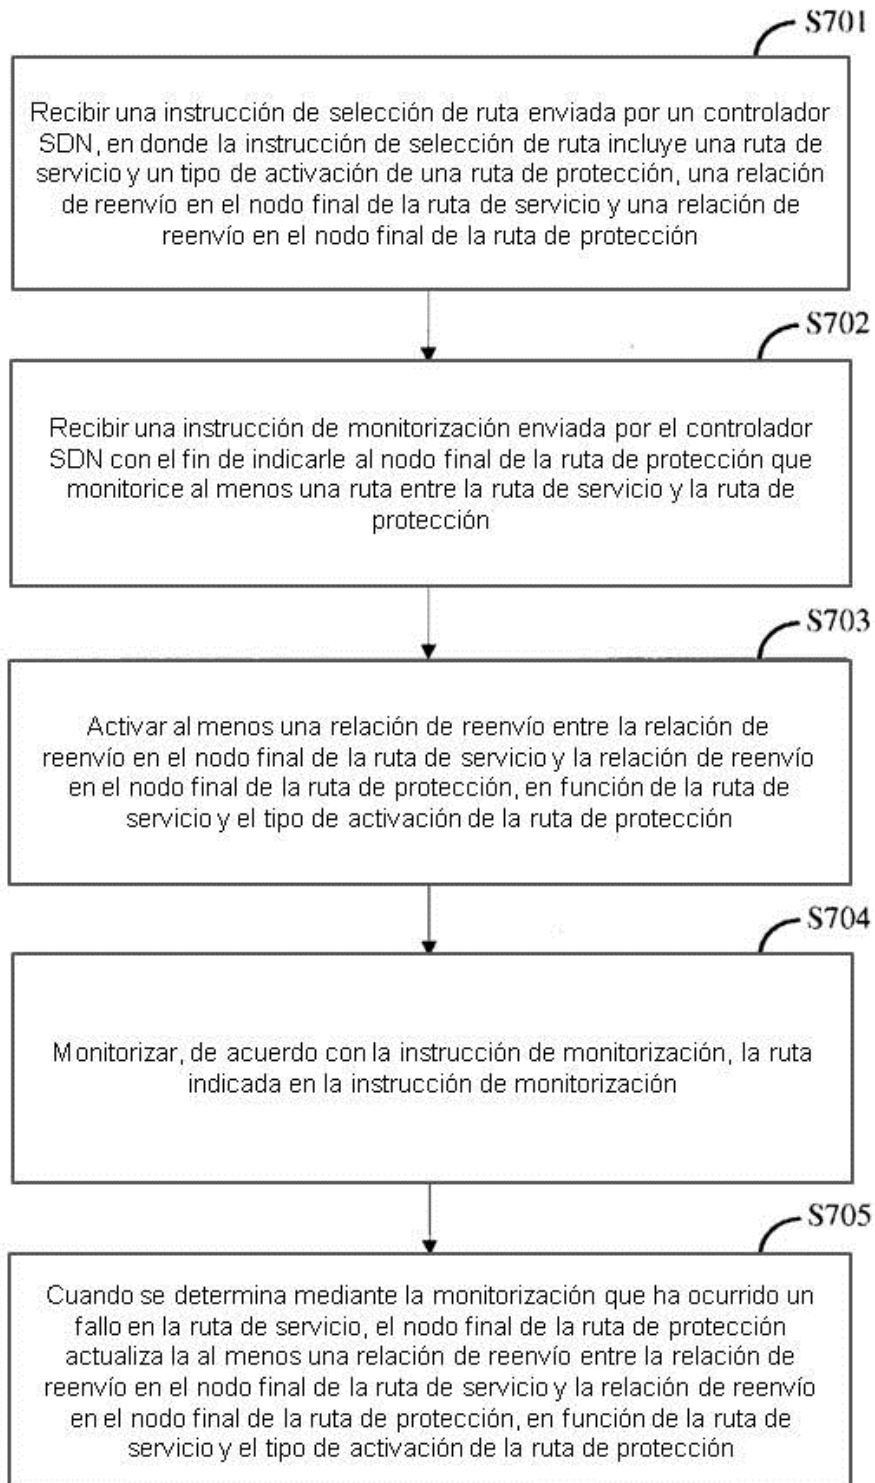 S701
Recibir una instrucción de selección de ruta enviada por un controlador
SDN, en donde la instrucción de selección de ruta incluye una ruta de
servicio y un tipo de activación de una ruta de protección, una relación
de reenvío en el nodo final de la ruta de servicio y una relación de
reenvío en el nodo final de la ruta de protección
S702
Recibir una instrucción de monitorización enviada por el controlador
SDN con el fin de indicarle al nodo final de la ruta de protección que
monitorice al menos una ruta entre la ruta de servicio y la ruta de
protección
S703
Activar al menos una relación de reenvío entre la relación de
reenvío en el nodo final de la ruta de servicio y la relación de reenvío
en el nodo final de la ruta de protección, en función de la ruta de
servicio y el tipo de activación de la ruta de protección
S704
Monitorizar, de acuerdo con la instrucción de monitorización, la ruta
indicada en la instrucción de monitorización
S705
Cuando se determina mediante la monitorización que ha ocurrido un
fallo en la ruta de servicio, el nodo final de la ruta de protección
actualiza la al menos una relación de reenvío entre la relación de
reenvío en el nodo final de la ruta de servicio y la relación de reenvío
en el nodo final de la ruta de protección, en función de la ruta de
servicio y el tipo de activación de la ruta de protección